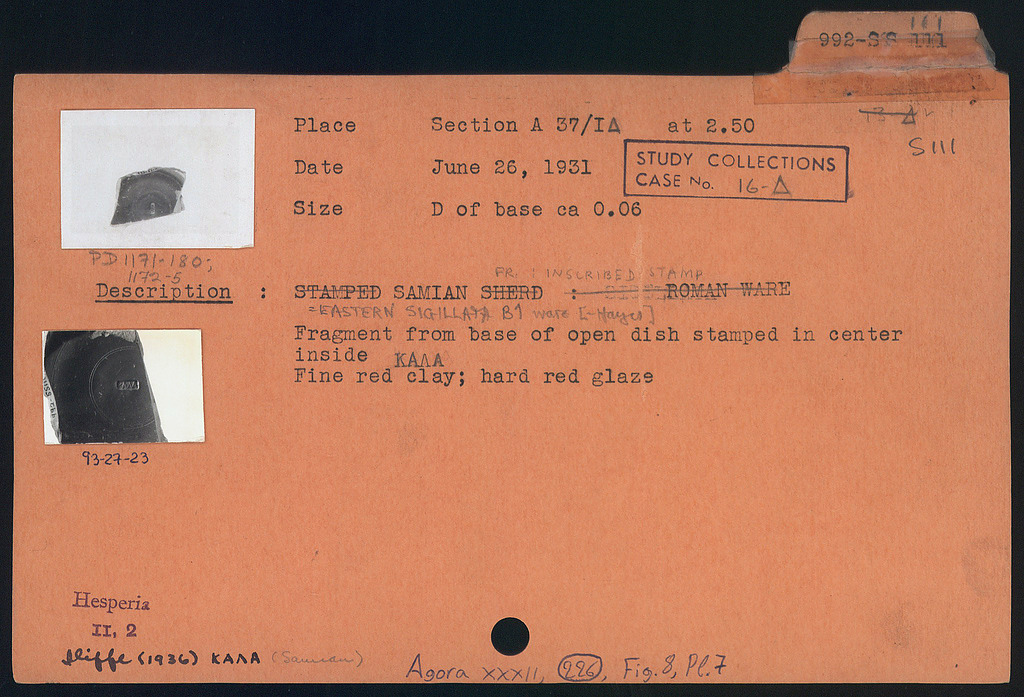 111
992-SS 111
S111
Place Section A 37/IΔ at 2.50
Date June 26, 1931
STUDY COLLECTIONS
CASE No. 16-Δ
Size D of base ca 0.06
PD 1171-180;
1172-5
FR. INSCRIBED STAMP
Description : STAMPED SAMIAN SHERD : ROMAN WARE
=EASTERN SIGILLATA B1 ware [-Hayes]
Fragment from base of open dish stamped in center
inside ΚΑΛΑ
Fine red clay; hard red glaze
93-27-23
Hesperia
II, 2
Iliffe (1936) ΚΑΛΑ (Samian)
Agora XXXII, 226, Fig. 8, Pl. 7